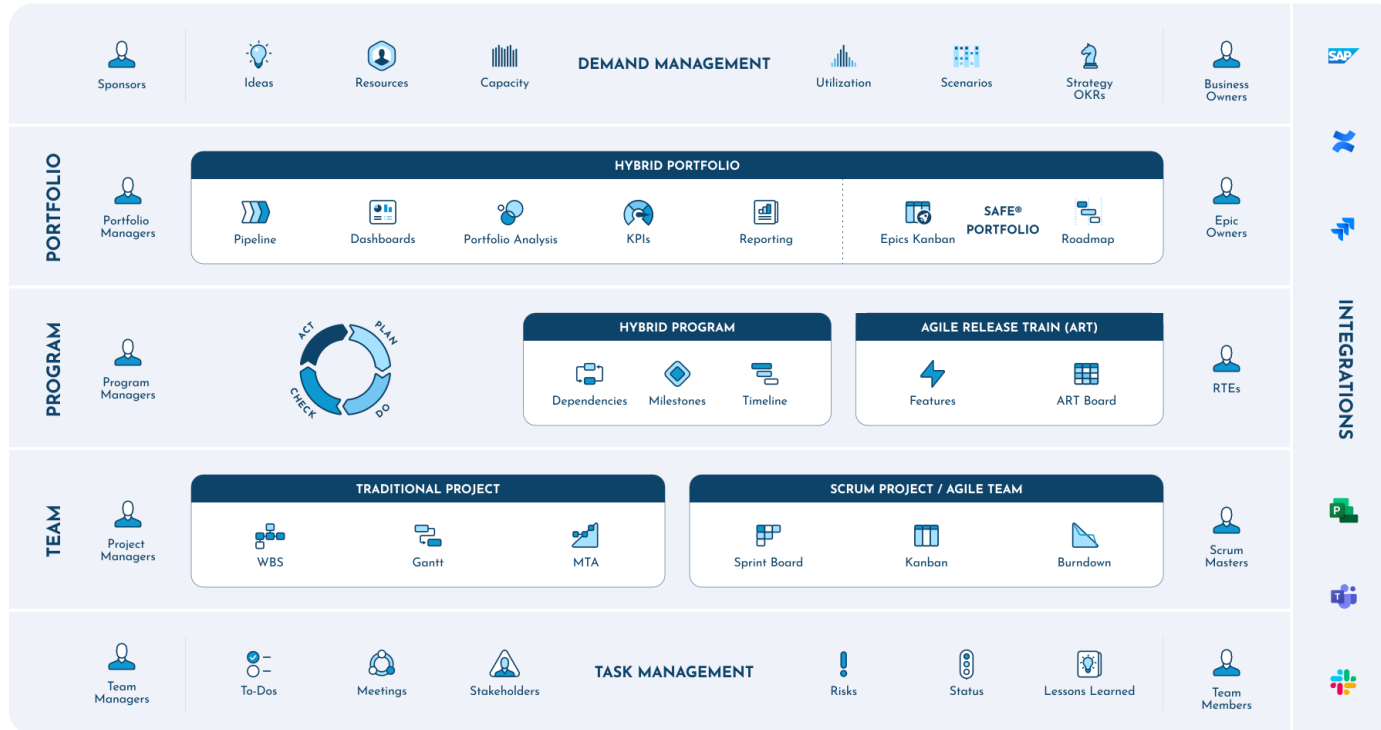 Sponsors
Ideas
Resources
Capacity
DEMAND MANAGEMENT
Utilization
Scenarios
Strategy
OKRs
Business
Owners
SAP
PORTFOLIO
Portfolio
Managers
HYBRID PORTFOLIO
Pipeline
Dashboards
Portfolio Analysis
KPIs
Reporting
Epics Kanban
SAFE®
PORTFOLIO
Roadmap
Epic
Owners
PROGRAM
Program
Managers
ACT
PLAN
CHECK
DO
HYBRID PROGRAM
Dependencies
Milestones
Timeline
AGILE RELEASE TRAIN (ART)
Features
ART Board
RTEs
INTEGRATIONS
TEAM
Project
Managers
TRADITIONAL PROJECT
WBS
Gantt
MTA
SCRUM PROJECT / AGILE TEAM
Sprint Board
Kanban
Burndown
Scrum
Masters
P
T
Team
Managers
To-Dos
Meetings
Stakeholders
TASK MANAGEMENT
Risks
Status
Lessons Learned
Team
Members